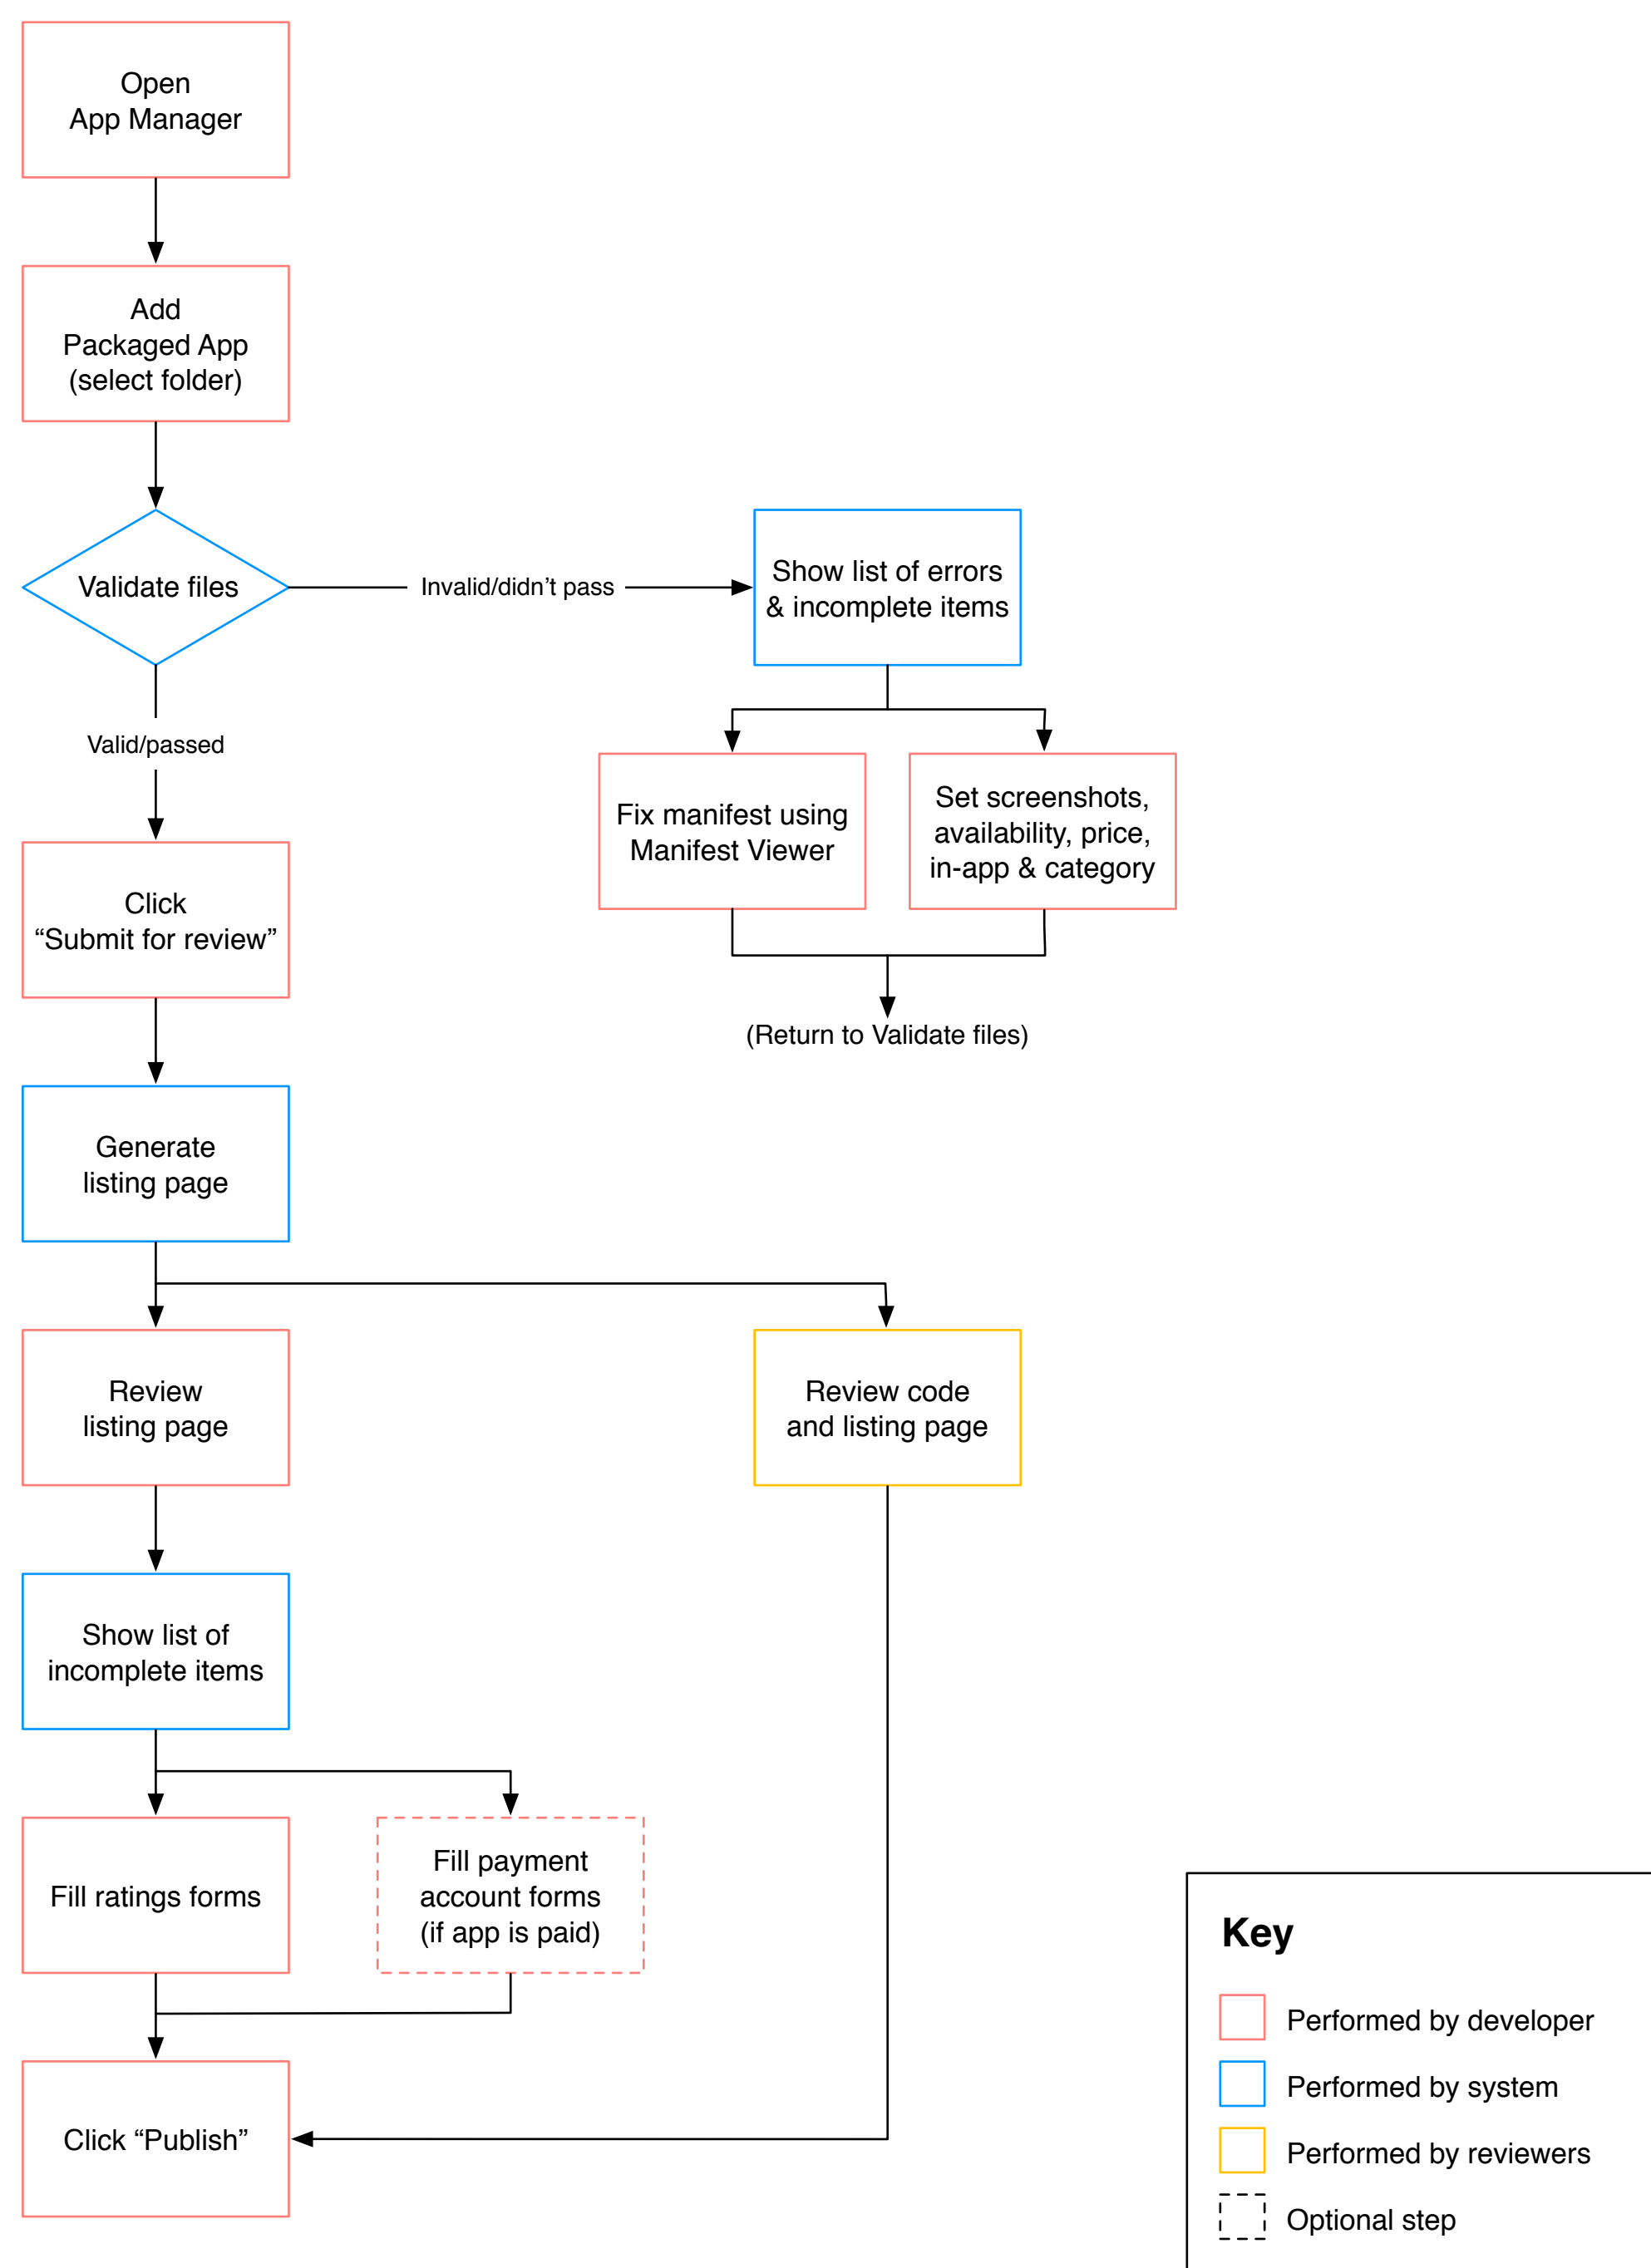 Open
App Manager
Add
Packaged App
(select folder)
Validate files
Invalid/didn’t pass
Show list of errors
& incomplete items
Valid/passed
Fix manifest using
Manifest Viewer
Set screenshots,
availability, price,
in-app & category
(Return to Validate files)
Click
“Submit for review”
Generate
listing page
Review
listing page
Review code
and listing page
Show list of
incomplete items
Fill ratings forms
Fill payment
account forms
(if app is paid)
Click “Publish”
Key
Performed by developer
Performed by system
Performed by reviewers
Optional step